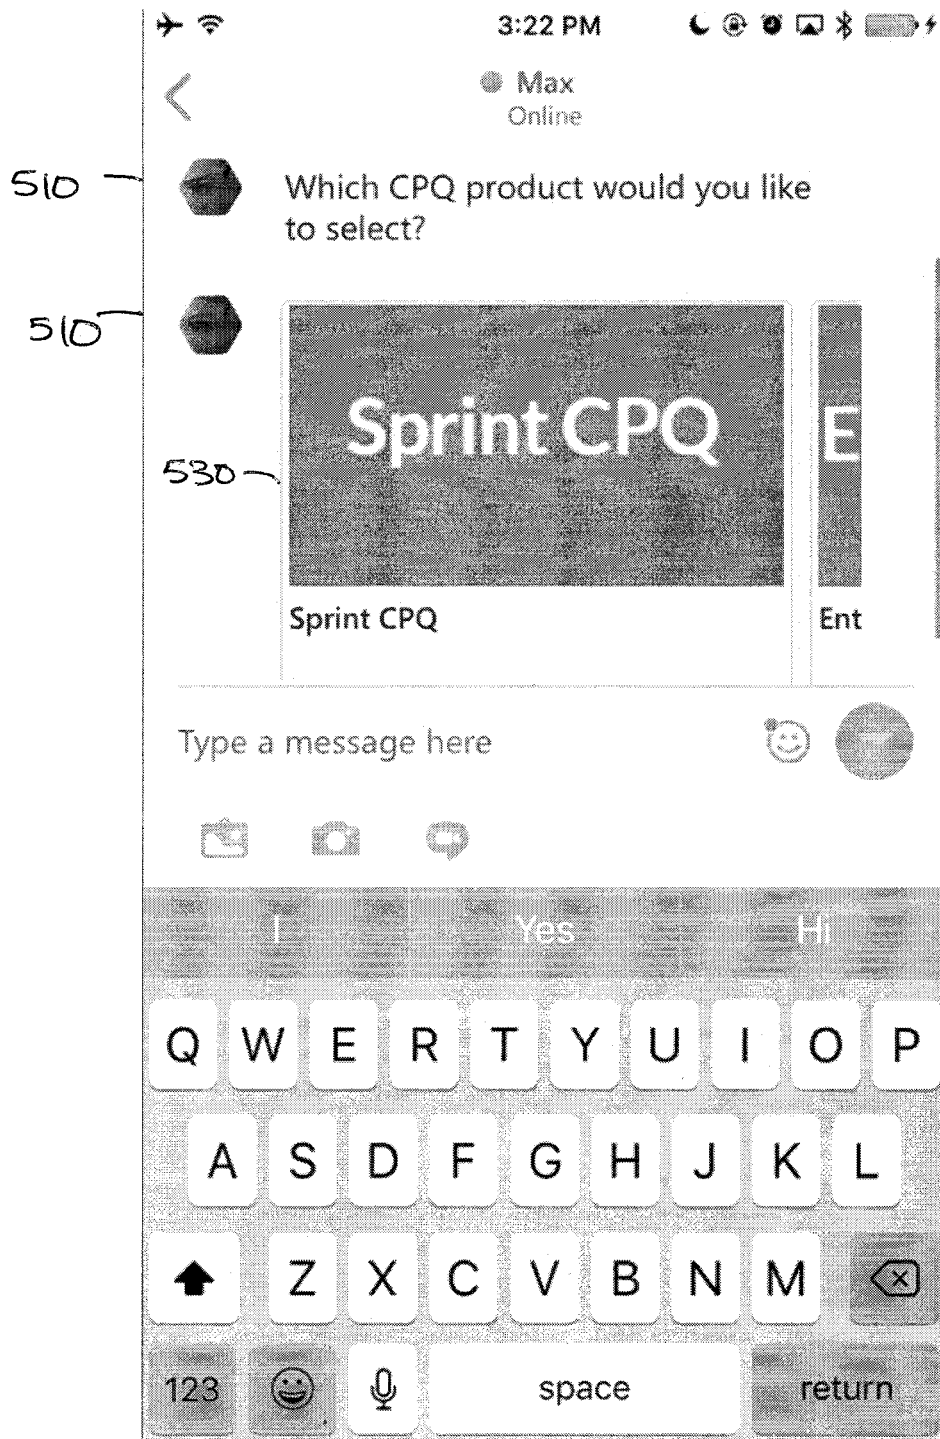 3:22 PM
Max
Online
510
Which CPQ product would you like
to select?
510
Sprint CPQ
E
530
Sprint CPQ
Ent
Type a message here
I Yes Hi
Q W E R T Y U I O P
A S D F G H J K L
Z X C V B N M
123 space return